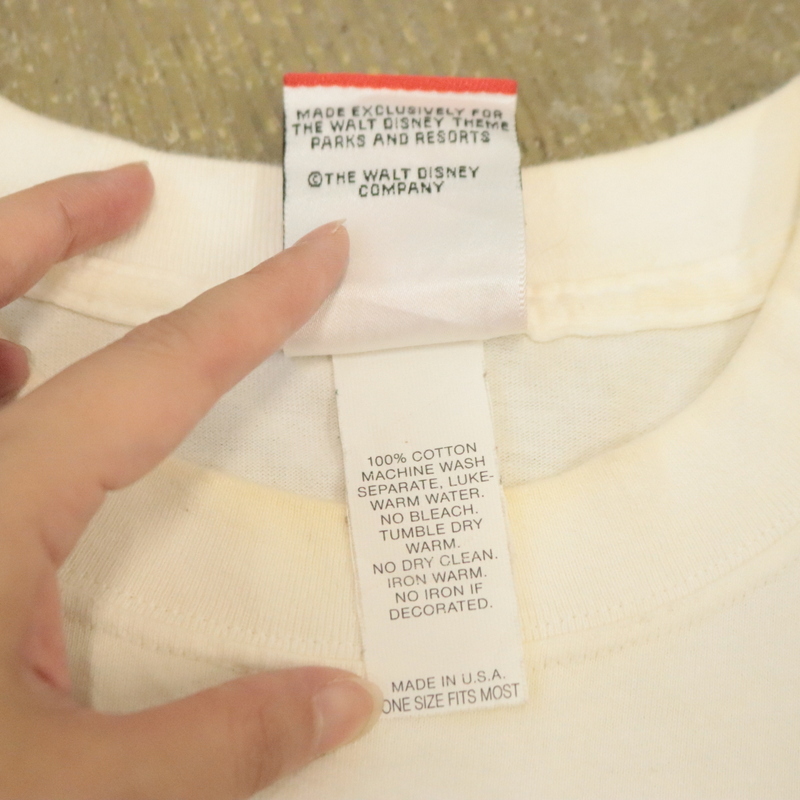 MADE EXCLUSIVELY FOR
THE WALT DISNEY THEME
PARKS AND RESORTS
©THE WALT DISNEY
COMPANY
100% COTTON
MACHINE WASH
SEPARATE, LUKE-
WARM WATER.
NO BLEACH.
TUMBLE DRY
WARM.
NO DRY CLEAN.
IRON WARM.
NO IRON IF
DECORATED.
MADE IN U.S.A.
ONE SIZE FITS MOST